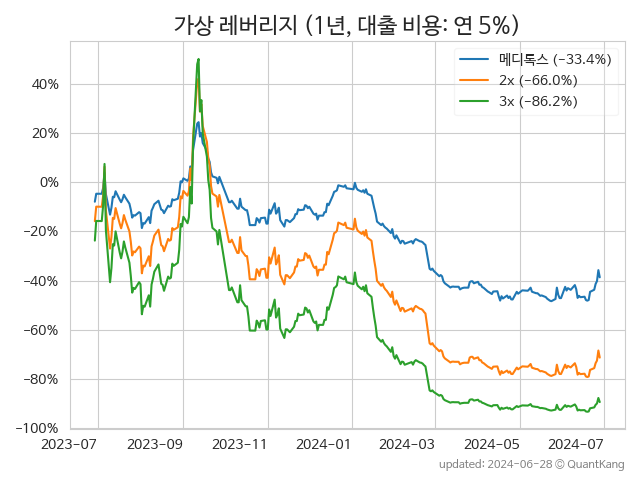 가상 레버리지 (1년, 대출 비용: 연 5%)
메디톡스 (-33.4%)
2x (-66.0%)
3x (-86.2%)
40%
20%
0%
-20%
-40%
-60%
-80%
-100%
2023-07 2023-09 2023-11 2024-01 2024-03 2024-05 2024-07
updated: 2024-06-28 © QuantKang